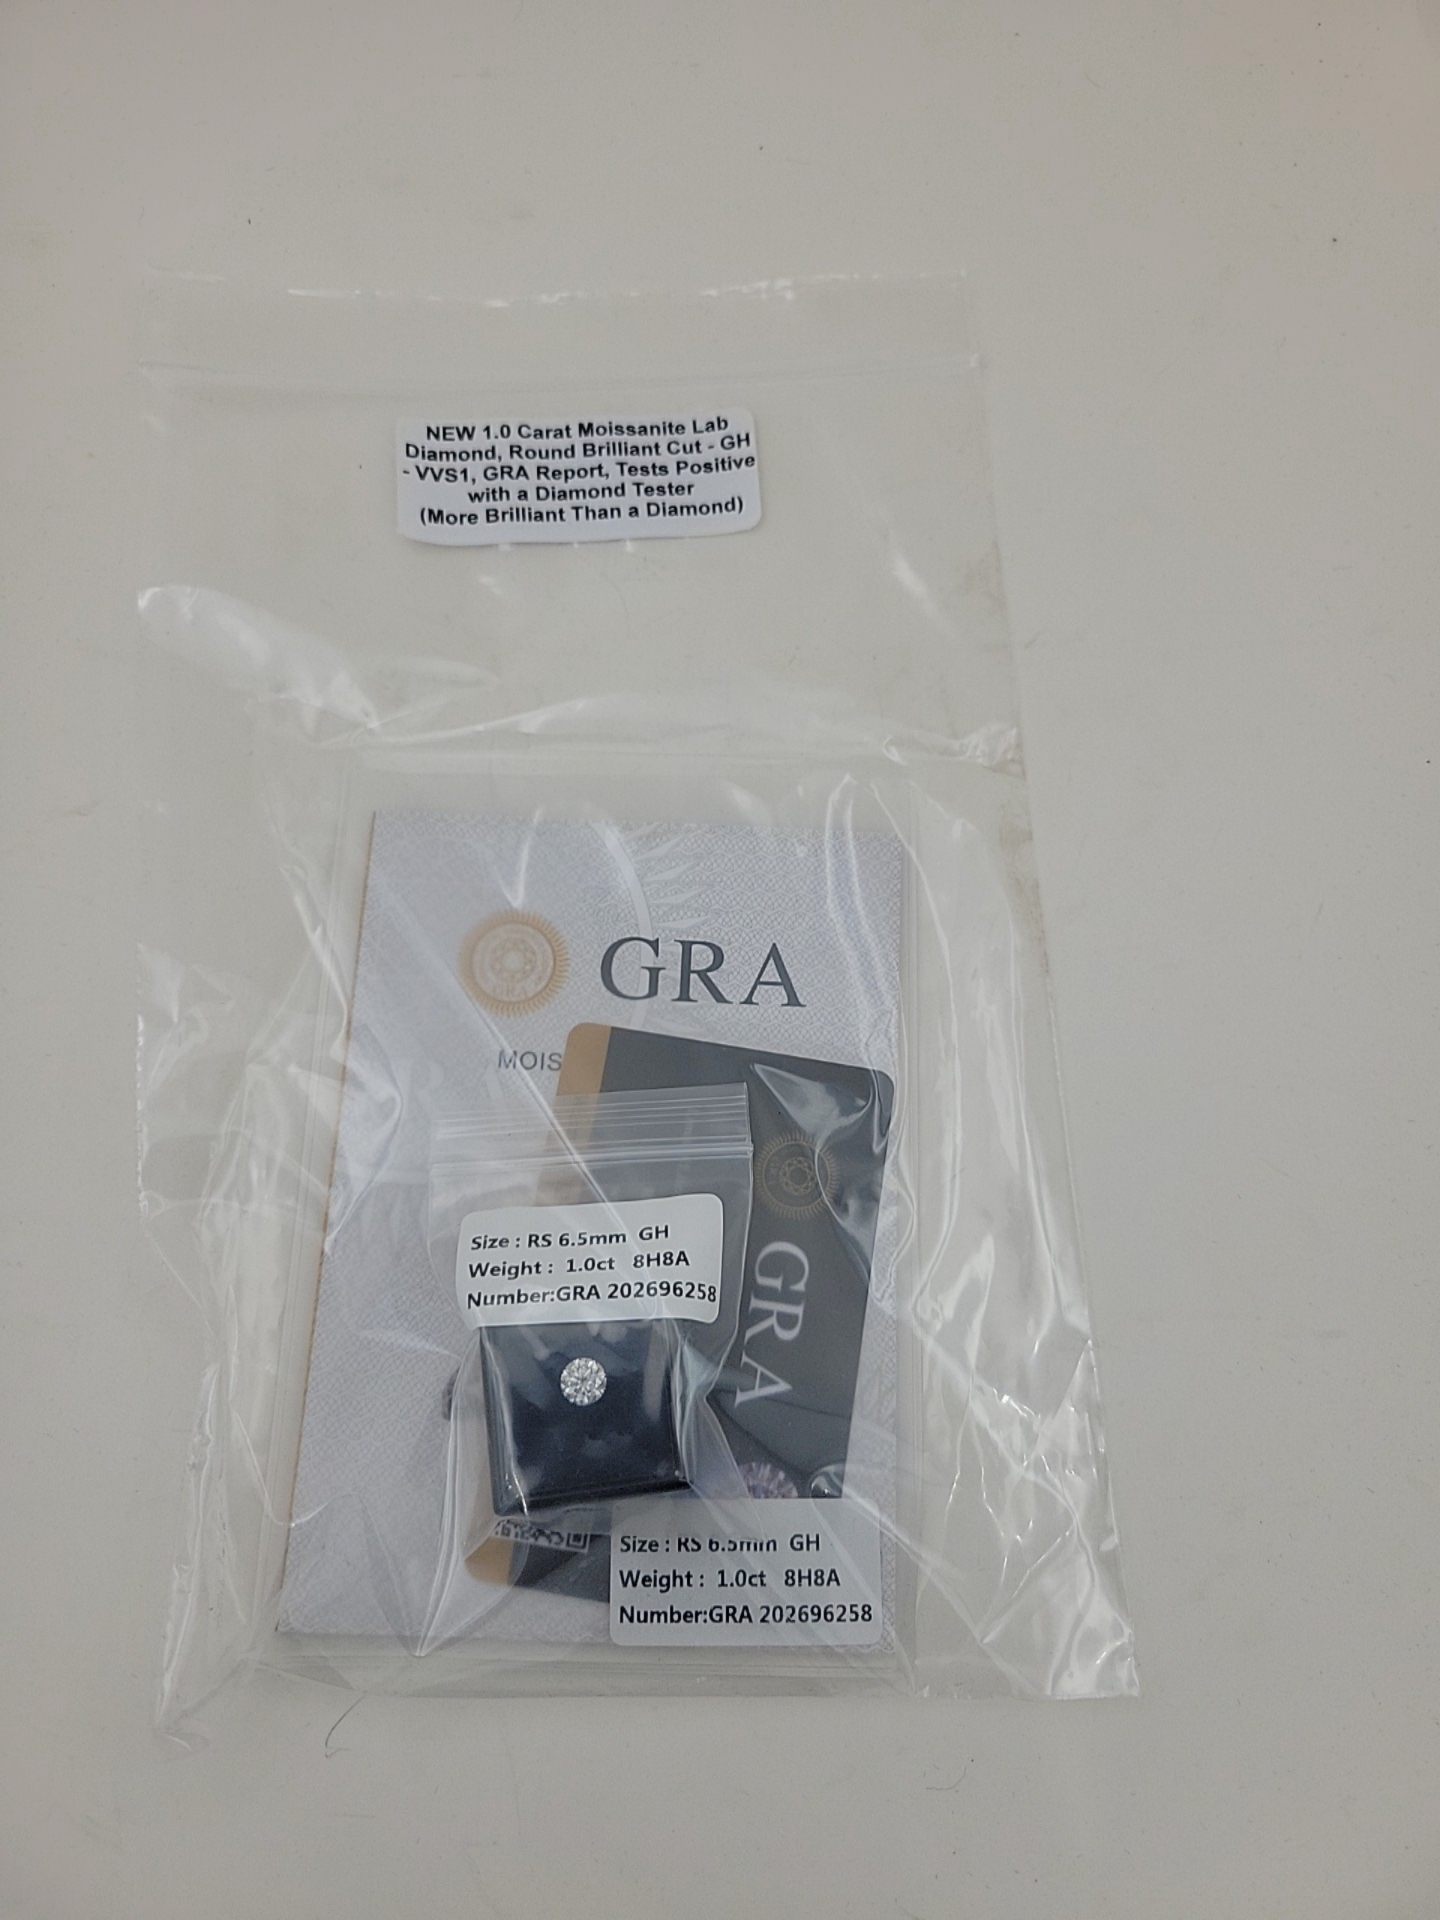 NEW 1.0 Carat Moissanite Lab
Diamond, Round Brilliant Cut - GH
- VVS1, GRA Report, Tests Positive
with a Diamond Tester
(More Brilliant Than a Diamond)
GRA
MOIS
GRA
Size : RS 6.5mm GH
Weight : 1.0ct 8H8A
Number:GRA 202696258
Size : RS 6.5mm GH
Weight : 1.0ct 8H8A
Number:GRA 202696258